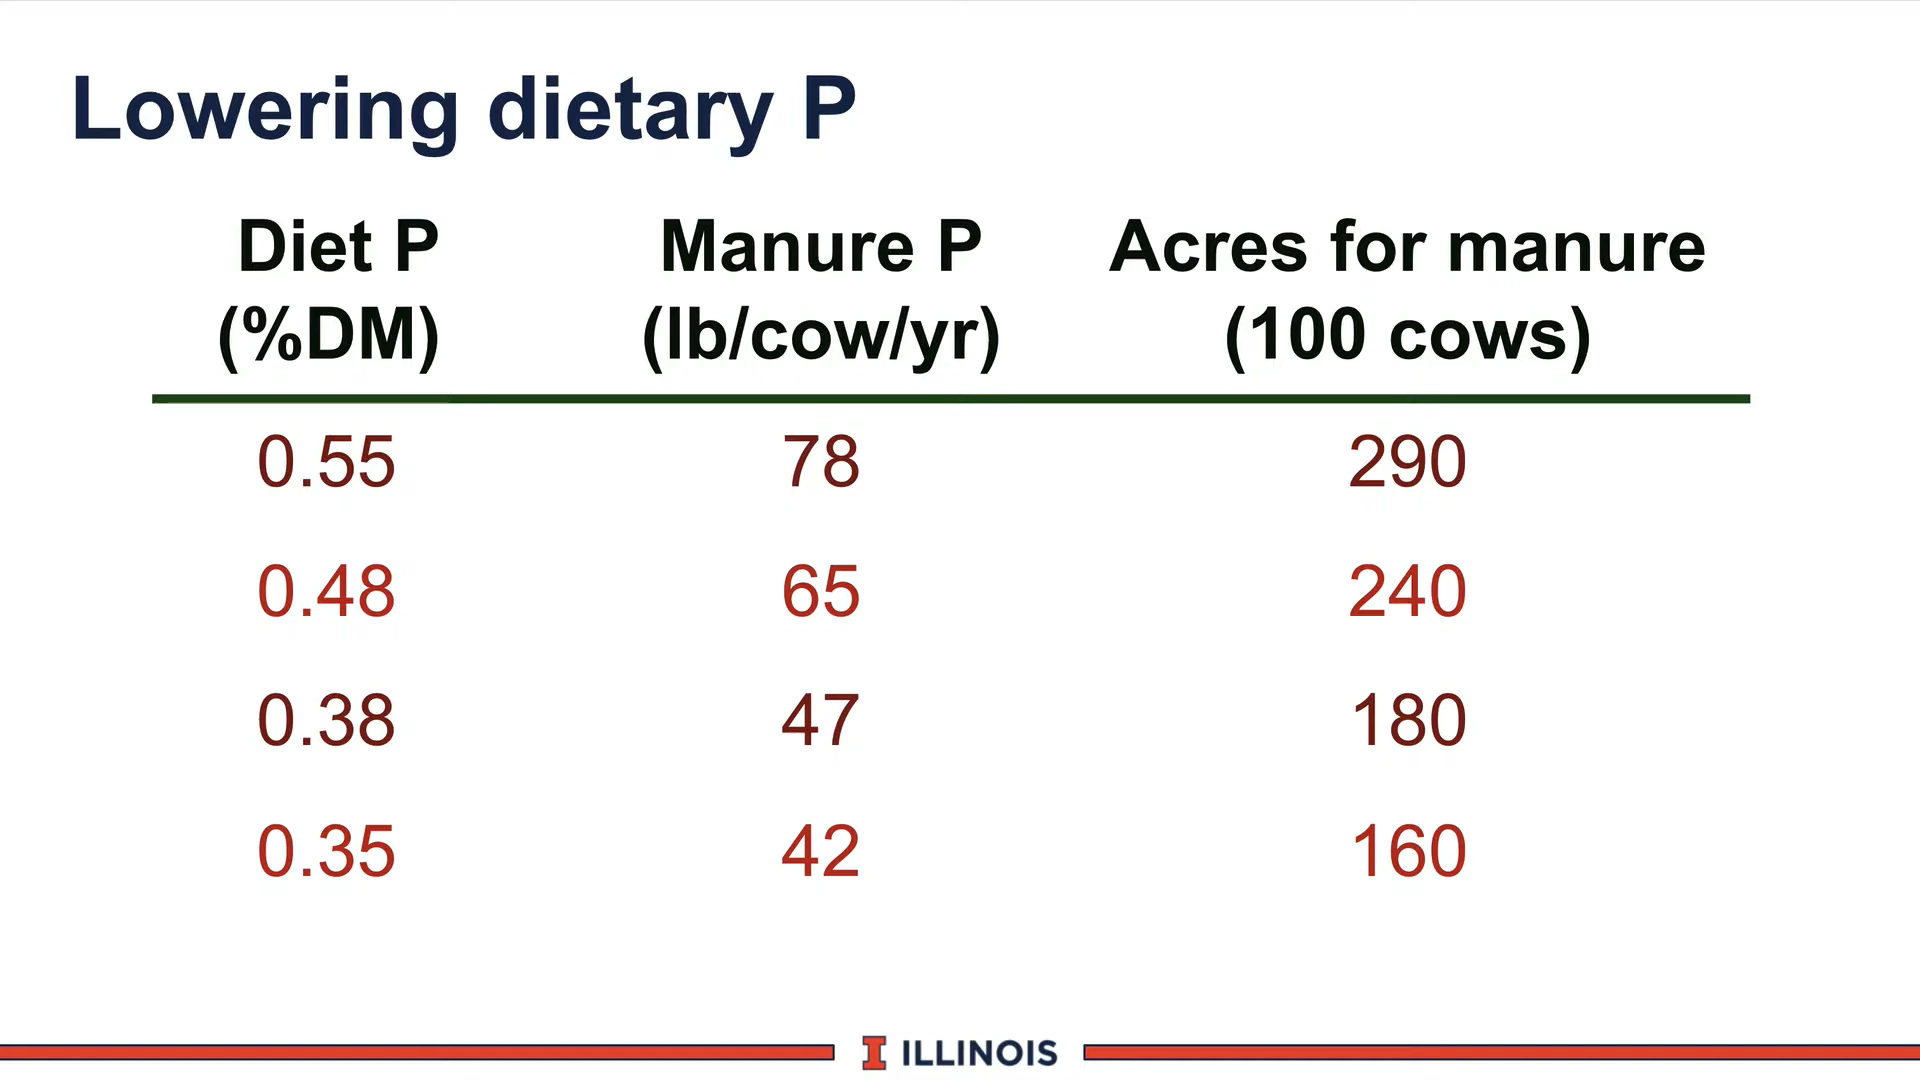 Lowering dietary P
Diet P Manure P Acres for manure
(%DM) (lb/cow/yr) (100 cows)
0.55 78 290
0.48 65 240
0.38 47 180
0.35 42 160
I ILLINOIS